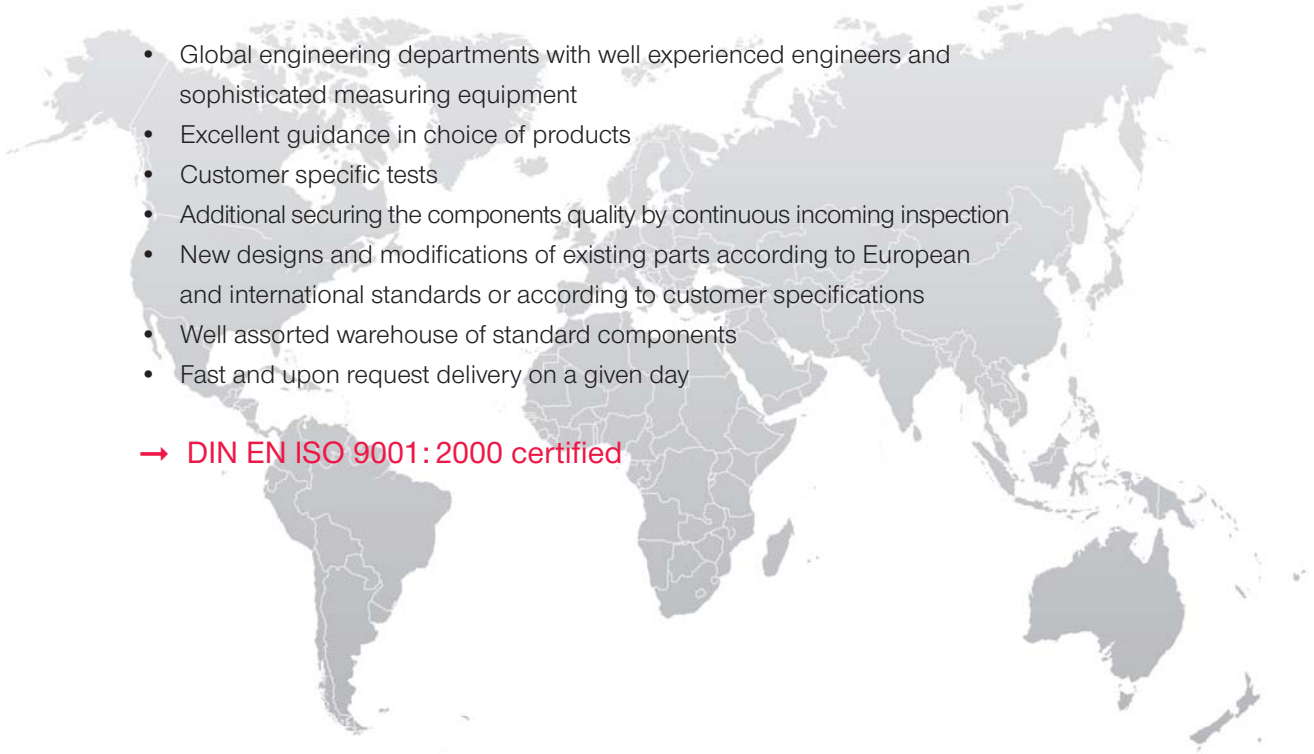 • Global engineering departments with well experienced engineers and
sophisticated measuring equipment
• Excellent guidance in choice of products
• Customer specific tests
• Additional securing the components quality by continuous incoming inspection
• New designs and modifications of existing parts according to European
and international standards or according to customer specifications
• Well assorted warehouse of standard components
• Fast and upon request delivery on a given day
→ DIN EN ISO 9001: 2000 certified